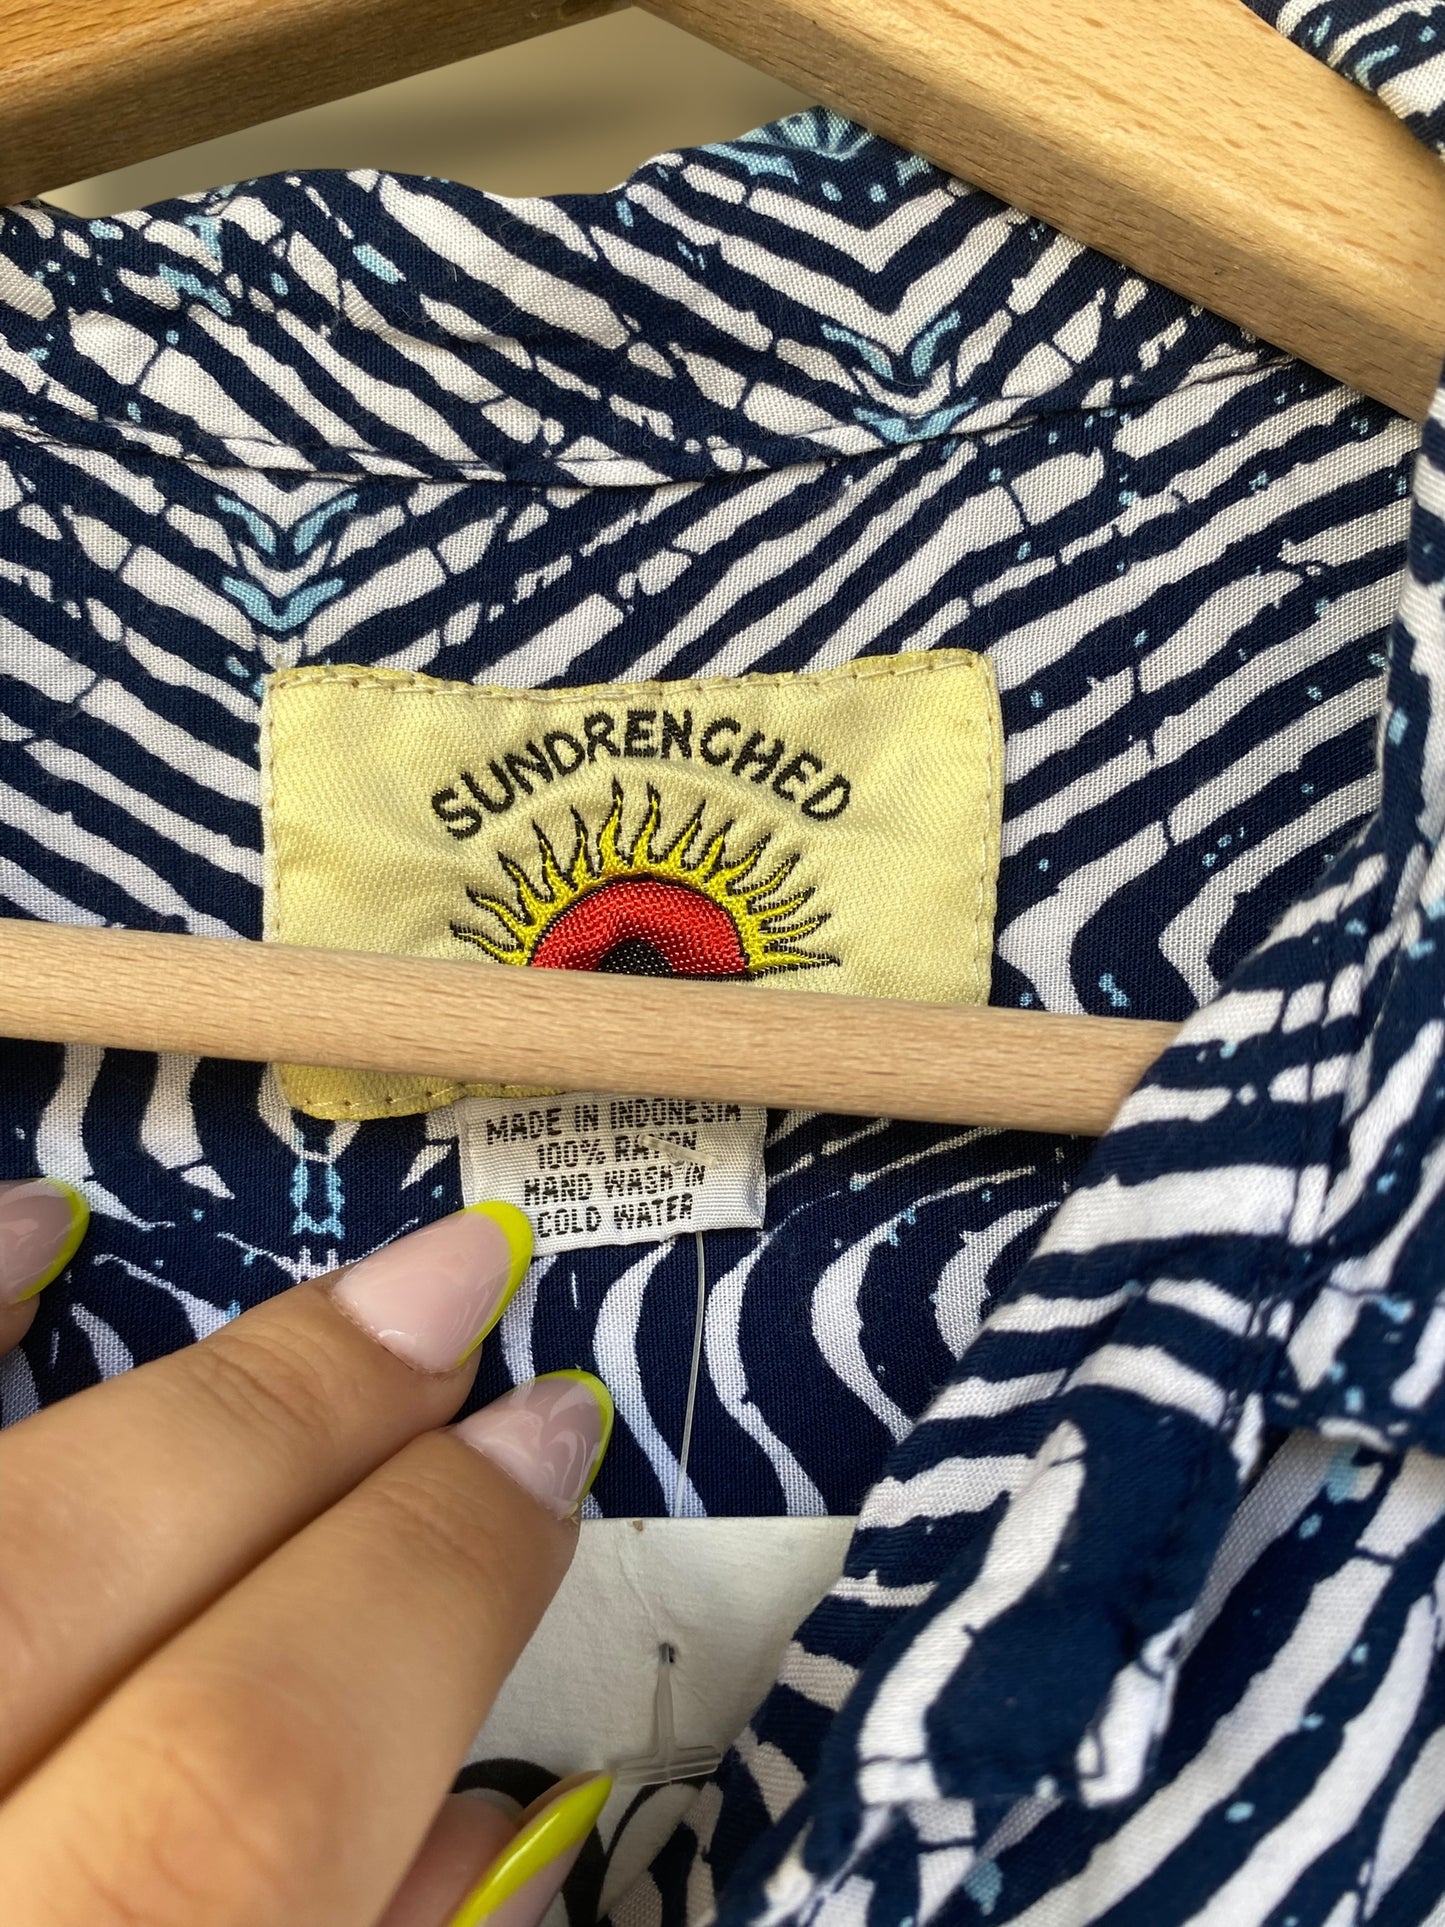 SUNDRENCHED
MADE IN INDONESIA
100% RAYON
HAND WASH IN
COLD WATER